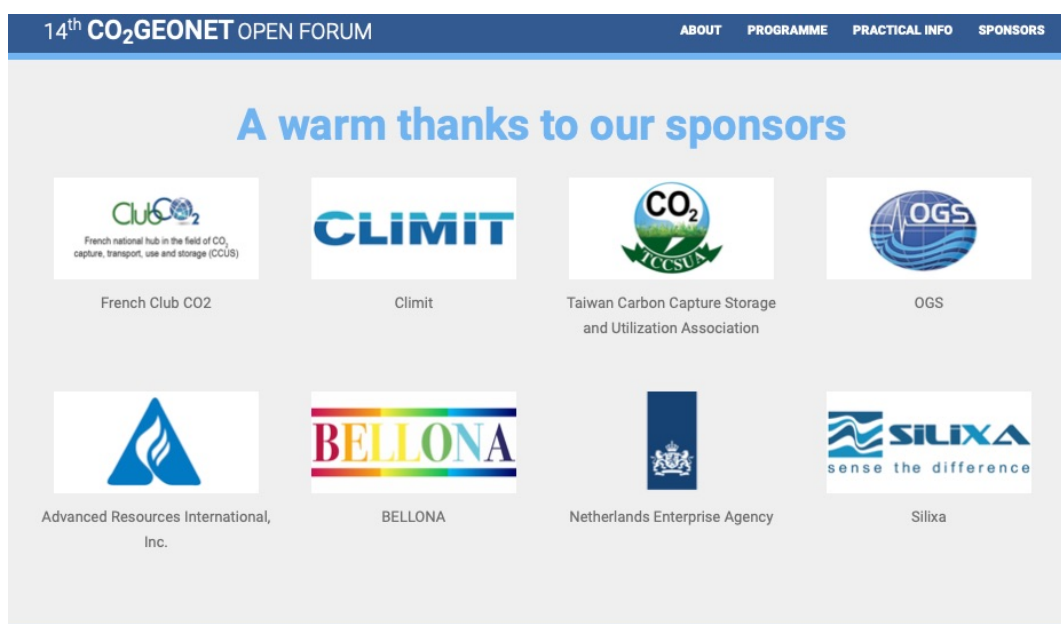 14th CO2GEONET OPEN FORUM
ABOUT PROGRAMME PRACTICAL INFO SPONSORS
A warm thanks to our sponsors
ClubCO2
French national hub in the field of CO2
capture, transport, use and storage (CCUS)
French Club CO2
CLIMIT
Climit
CO2
TCCSUA
Taiwan Carbon Capture Storage
and Utilization Association
OGS
OGS
Advanced Resources International,
Inc.
BELLONA
BELLONA
Netherlands Enterprise Agency
SILIXA
sense the difference
Silixa